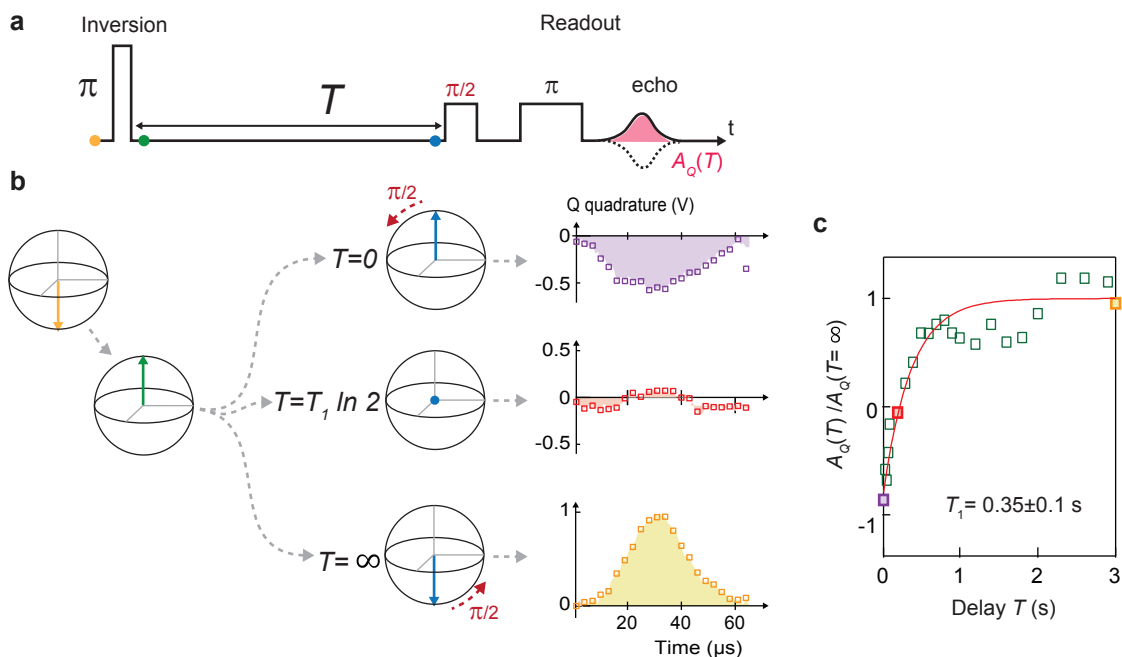 a
Inversion
Readout
π
T
π/2
π
echo
t
A_Q(T)
b
π/2
T=0
T=T_1 ln 2
T=∞
π/2
Q quadrature (V)
0
-0.5
0.5
0
0.5
1
0
20
40
60
Time (μs)
c
A_Q(T) /A_Q(T=∞)
1
0
-1
T_1= 0.35±0.1 s
0
1
2
3
Delay T (s)